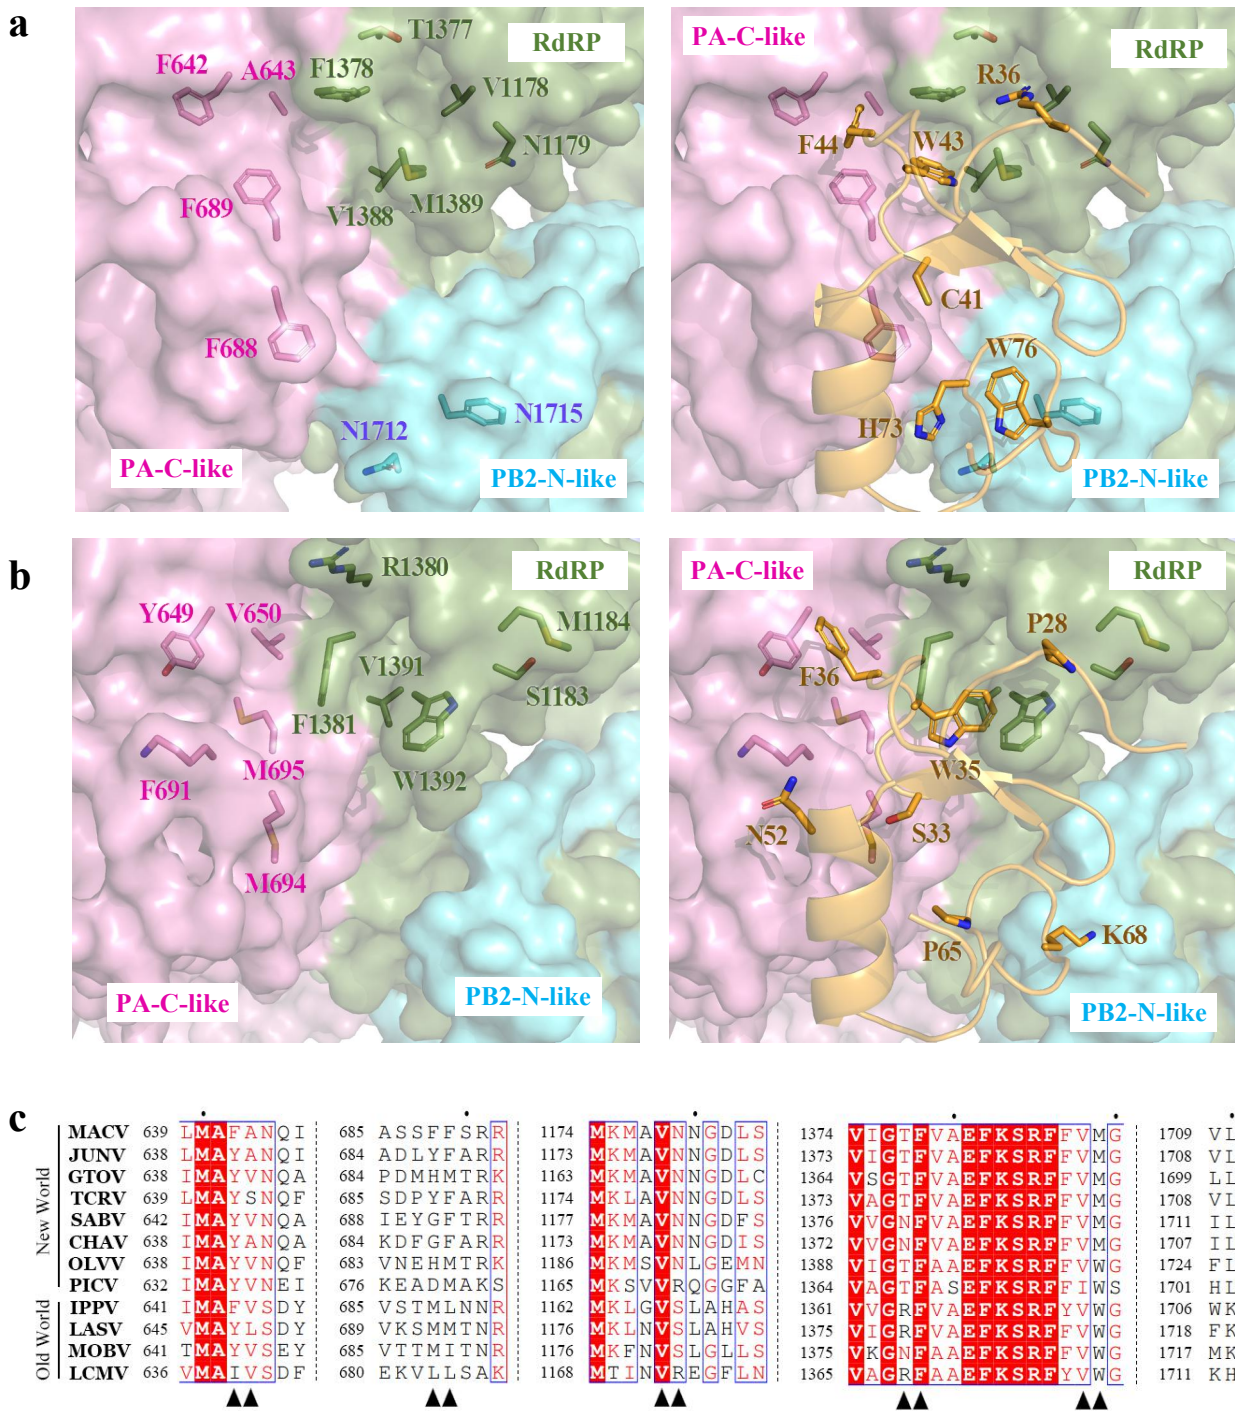 a
T1377
RdRP
F642
A643
F1378
V1178
N1179
F689
V1388
M1389
F688
N1712
N1715
PA-C-like
PB2-N-like
PA-C-like
RdRP
R36
F44
W43
C41
W76
H73
PB2-N-like
b
R1380
RdRP
Y649
V650
M1184
V1391
S1183
F1381
M695
F691
W1392
M694
PA-C-like
PB2-N-like
PA-C-like
RdRP
P28
F36
W35
N52
S33
P65
K68
PB2-N-like
c
New World
MACV 639 LMAFANQI 685 ASSFFSRR 1174 MKMAVNNGDLS 1374 VIGTFVAEFKSRFFVMG 1709 VL
JUNV 638 LMAYANQI 684 ADLYFARR 1173 MKMSVNNGDLS 1373 VIGTFVAEFKSRFFVMG 1708 VL
GTOV 638 IMAYVNQA 684 PDMHMTRK 1163 MKMAVNNGDLC 1364 VSGTFVAEFKSRFFVMG 1699 LL
TCRV 639 LMAYSNQF 685 SDPYFARR 1174 MKLAVNNGDLS 1373 VAGTFVAEFKSRFFVMG 1708 VL
SABV 642 IMAYVNQA 688 IEYGFTRR 1177 MKMAVNNGDFS 1376 VVGNFVAEFKSRFFVMG 1711 IL
CHAV 638 IMAYANQA 684 KDFGFARR 1173 MKMAVNNGDIS 1372 VVGNFVAEFKSRFFVMG 1707 IL
OLVV 638 IMAYVNQF 683 VNEHMTRK 1186 MKMSVNLGEMN 1388 VIGTFVAEFKSRFFVWG 1724 FL
PICV 632 IMAYVNEI 676 KEADMAKS 1165 MKSVVRQGGFA 1364 VAGTFASEFKSRFFIWS 1701 HL
Old World
IPPV 641 IMAFVSDY 685 VSTMLNNR 1162 MKLGVSLAHAS 1361 VVGRFVAEFKSRFYVWG 1706 WK
LASV 645 VMAYLSDY 689 VKSMMTNR 1176 MKLNVSLAHVS 1375 VIGRFVAEFKSRFFVWG 1718 FK
MOBV 641 TMAYVSEY 685 VTTMITNR 1176 MKFNVSLGLLS 1375 VKGNFVAEFKSRFFVWG 1717 MK
LCMV 636 VMAIVSDF 680 EKVLLSAK 1168 MTINVREGFLN 1365 VAGRFAAEFKSRFYVWG 1711 KH